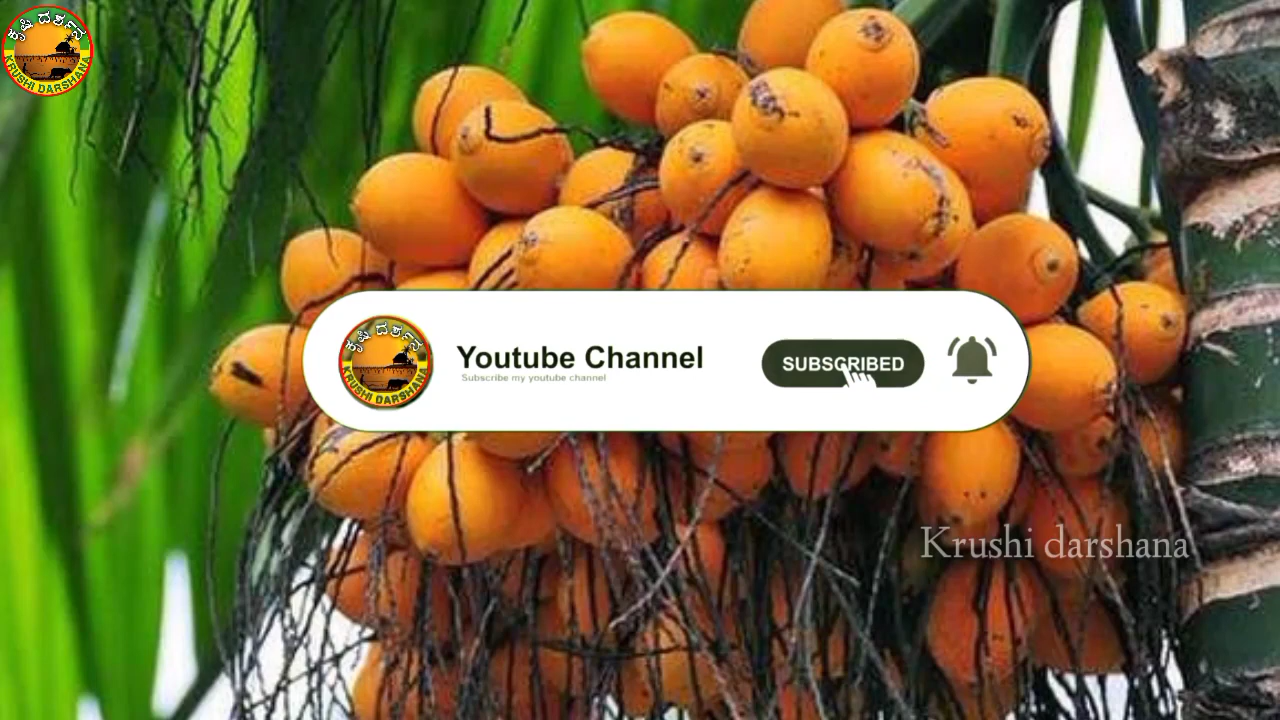 ಕೃಷಿ ದರ್ಶನ
KRUSHI DARSHANA
ಕೃಷಿ ದರ್ಶನ
KRUSHI DARSHANA
Youtube Channel
Subscribe my youtube channel
SUBSCRIBED
Krushi darshana